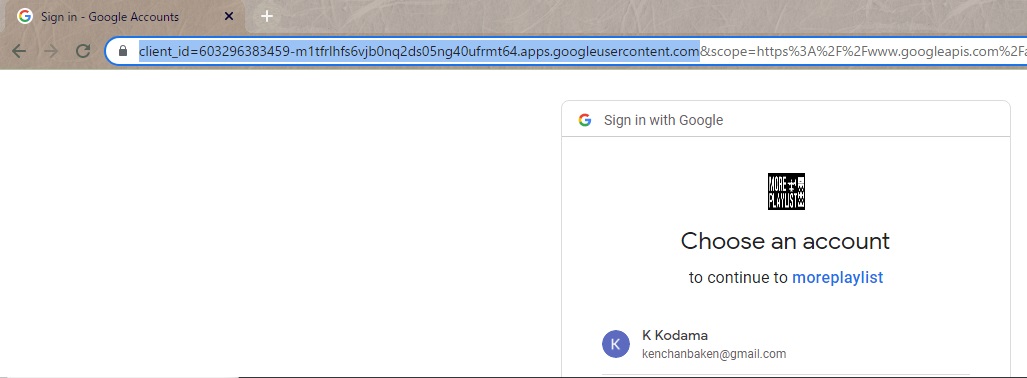 Sign in - Google Accounts
client_id=603296383459-m1tfrlhfs6vjb0nq2ds05ng40ufrmt64.apps.googleusercontent.com&scope=https%3A%2F%2Fwww.googleapis.com%2Fa
Sign in with Google
MORE
PLAYLIST
Choose an account
to continue to moreplaylist
K
K Kodama
kenchanbaken@gmail.com